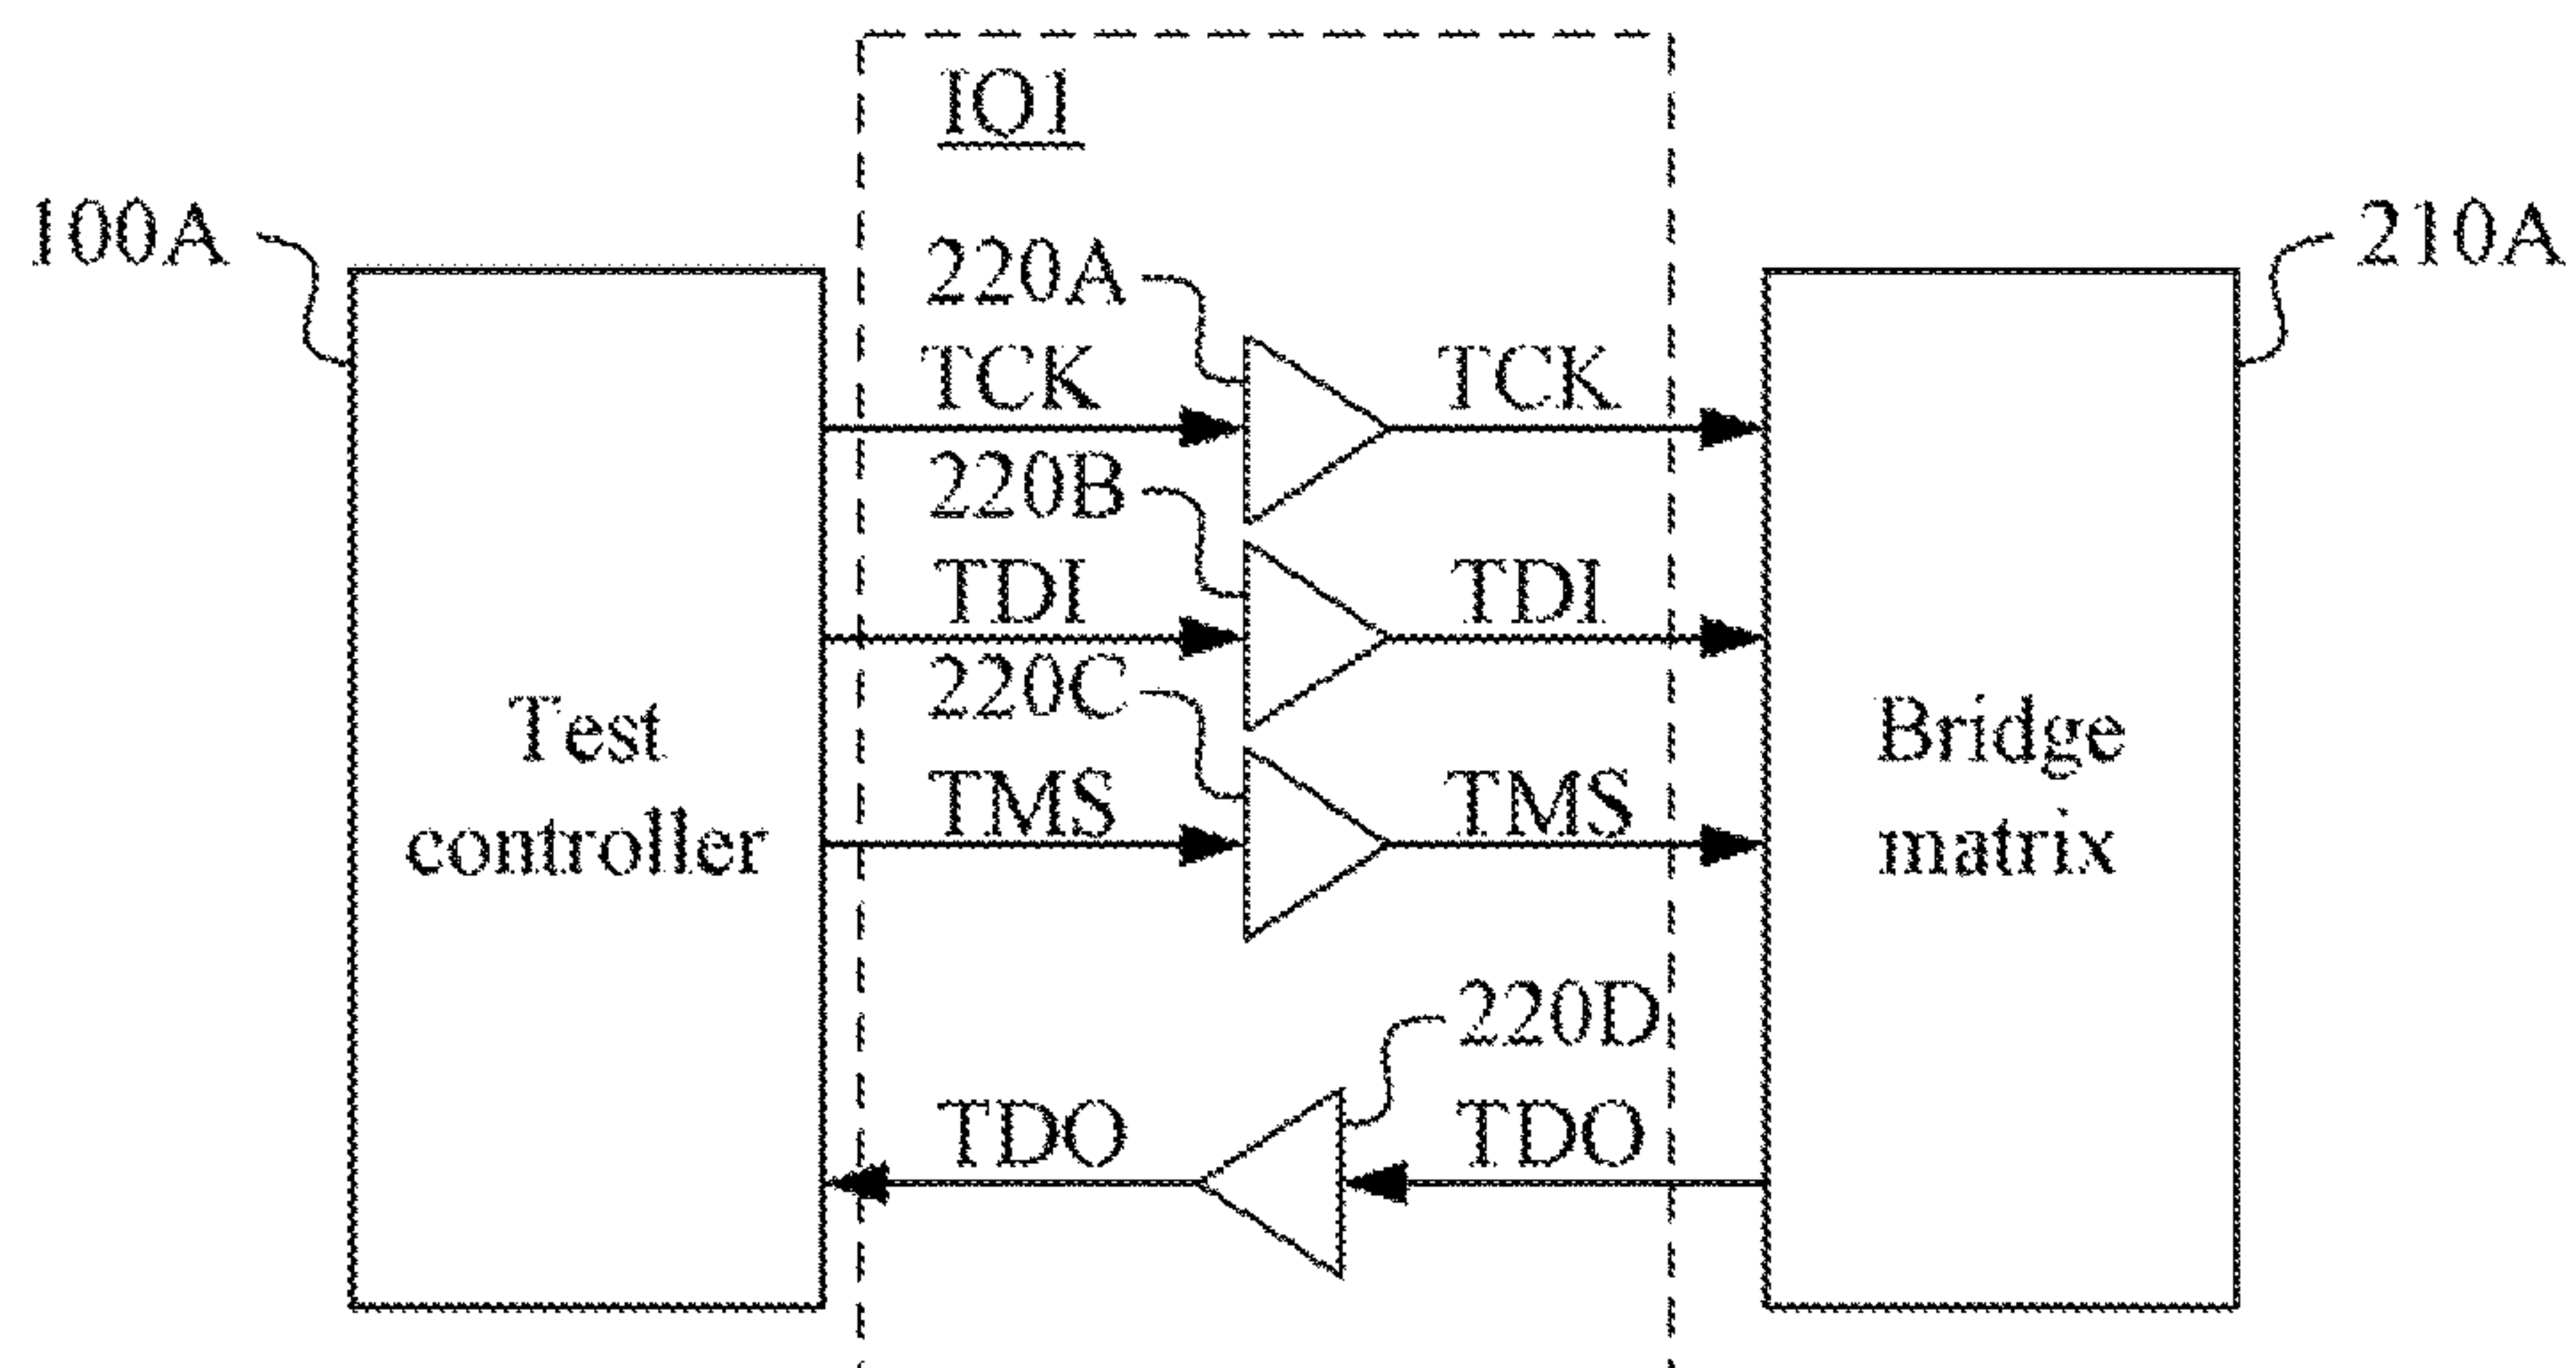 IO1
100A
220A
210A
TCK
TCK
220B
TDI
TDI
220C
TMS
TMS
Test
controller
Bridge
matrix
220D
TDO
TDO